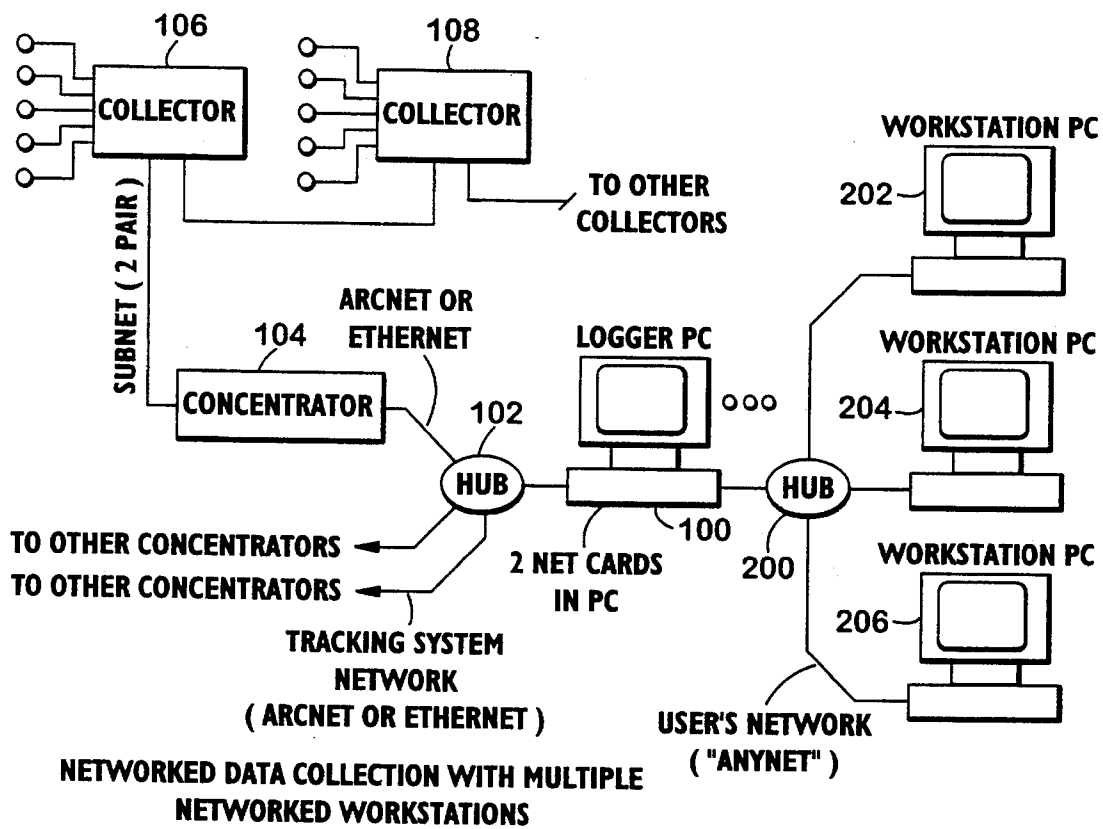 106
108
COLLECTOR
COLLECTOR
WORKSTATION PC
202
TO OTHER
COLLECTORS
SUBNET ( 2 PAIR )
ARCNET OR
ETHERNET
104
CONCENTRATOR
LOGGER PC
WORKSTATION PC
204
102
HUB
HUB
100
200
TO OTHER CONCENTRATORS
TO OTHER CONCENTRATORS
2 NET CARDS
IN PC
WORKSTATION PC
206
TRACKING SYSTEM
NETWORK
( ARCNET OR ETHERNET )
USER'S NETWORK
( "ANYNET" )
NETWORKED DATA COLLECTION WITH MULTIPLE
NETWORKED WORKSTATIONS